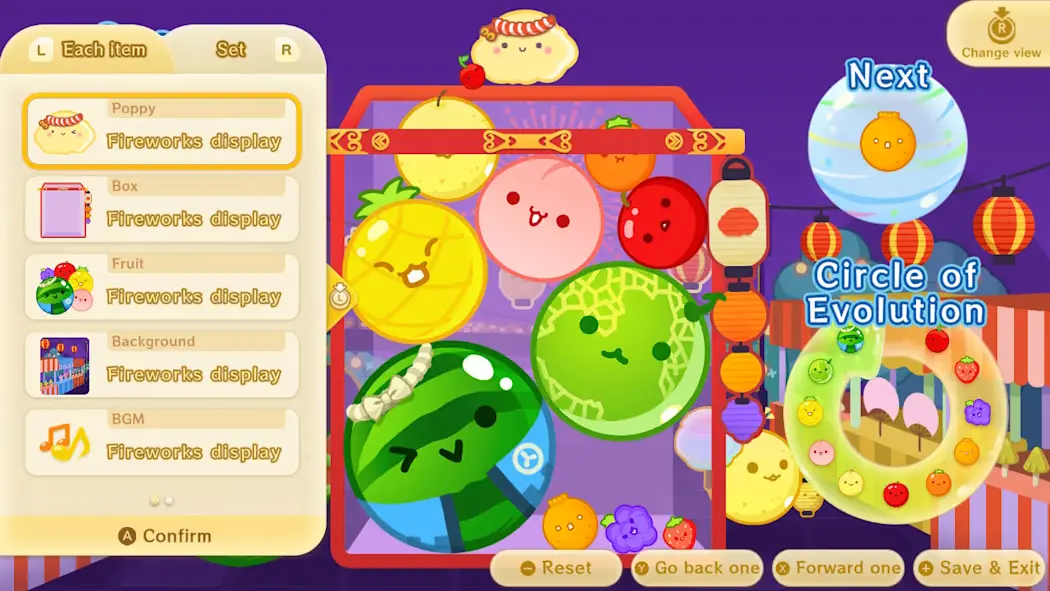 L Each item Set R
Poppy
Fireworks display
Box
Fireworks display
Fruit
Fireworks display
Background
Fireworks display
BGM
Fireworks display
A Confirm
R
Change view
Next
L
Circle of
Evolution
Reset
Y Go back one
X Forward one
+ Save & Exit